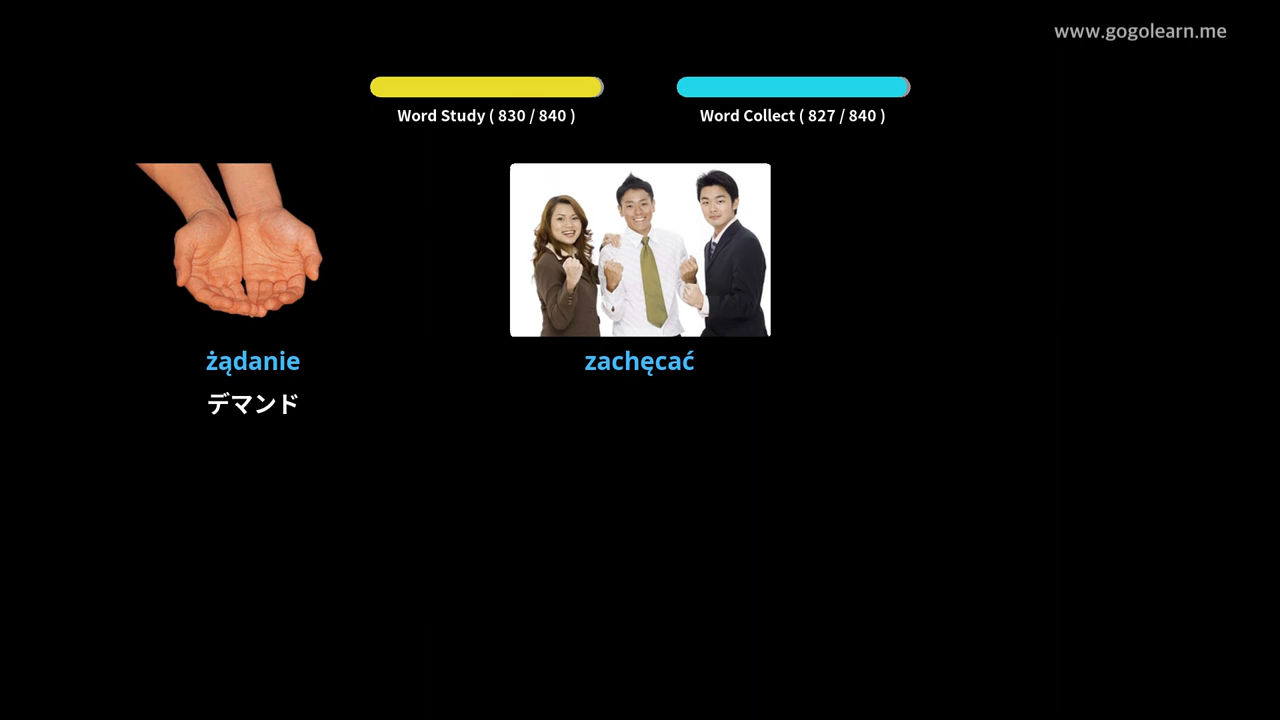 www.gogolearn.me
Word Study ( 830 / 840 )
Word Collect ( 827 / 840 )
żądanie
zachęcać
デマンド